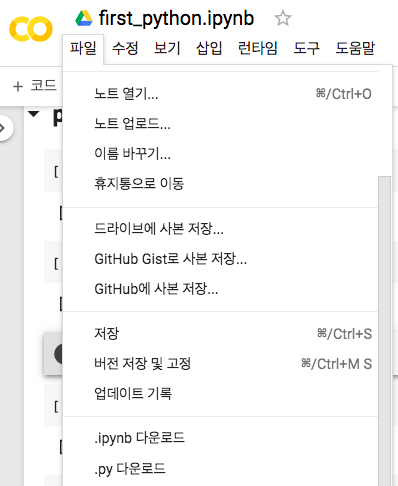 first_python.ipynb
파일 수정 보기 삽입 런타임 도구 도움말
+ 코드
노트 열기... ⌘/Ctrl+O
노트 업로드...
이름 바꾸기...
휴지통으로 이동
드라이브에 사본 저장...
GitHub Gist로 사본 저장...
GitHub에 사본 저장...
저장 ⌘/Ctrl+S
버전 저장 및 고정 ⌘/Ctrl+M S
업데이트 기록
.ipynb 다운로드
.py 다운로드